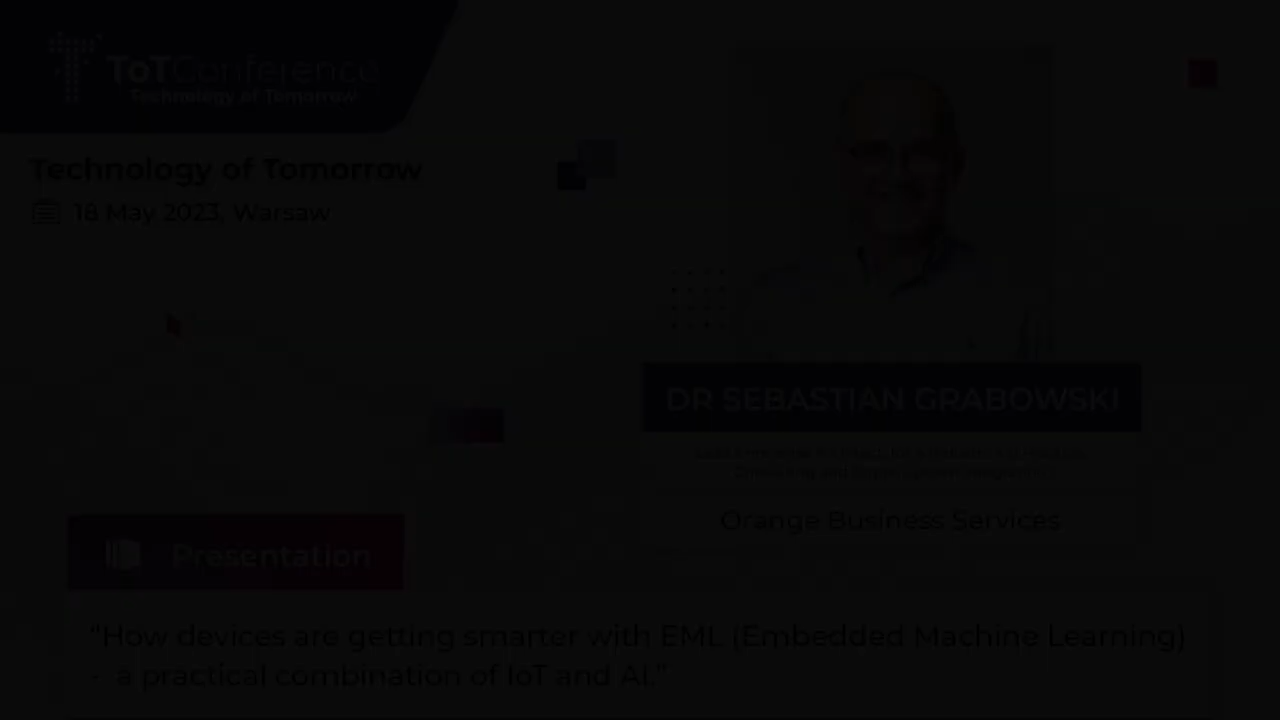 ToTConference
Technology of Tomorrow
Technology of Tomorrow
18 May 2023, Warsaw
DR SEBASTIAN GRABOWSKI
Orange Business Services
Presentation
"How devices are getting smarter with EML (Embedded Machine Learning)
- a practical combination of IoT and AI."